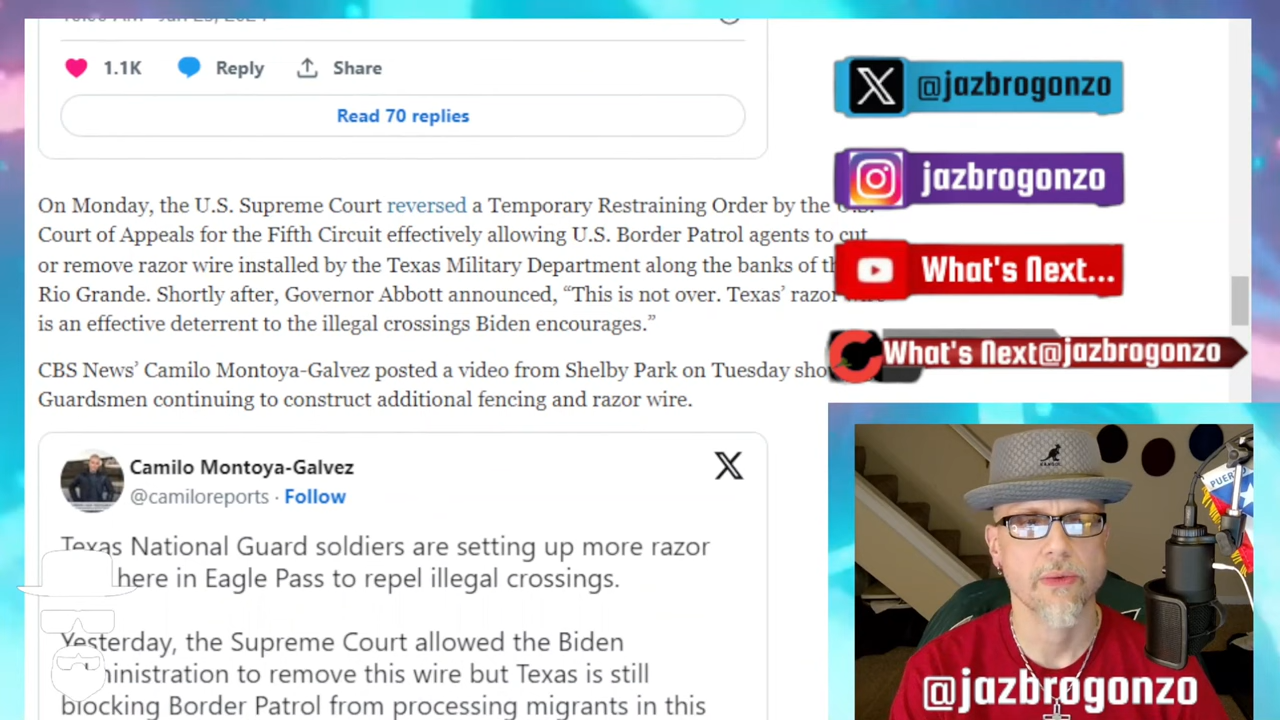 1.1K Reply Share
Read 70 replies
On Monday, the U.S. Supreme Court reversed a Temporary Restraining Order by the U.S.
Court of Appeals for the Fifth Circuit effectively allowing U.S. Border Patrol agents to cut
or remove razor wire installed by the Texas Military Department along the banks of
Rio Grande. Shortly after, Governor Abbott announced, “This is not over. Texas’ razor
is an effective deterrent to the illegal crossings Biden encourages.”
CBS News’ Camilo Montoya-Galvez posted a video from Shelby Park on Tuesday
Guardsmen continuing to construct additional fencing and razor wire.
Camilo Montoya-Galvez
@camiloreports · Follow
Texas National Guard soldiers are setting up more razor
here in Eagle Pass to repel illegal crossings.
Yesterday, the Supreme Court allowed the Biden
to remove this wire but Texas is still
blocking Border Patrol from processing migrants in this
@jazbrogonzo
jazbrogonzo
What's Next...
What's Next@jazbrogonzo
KANGOL
PUERTO
@jazbrogonzo